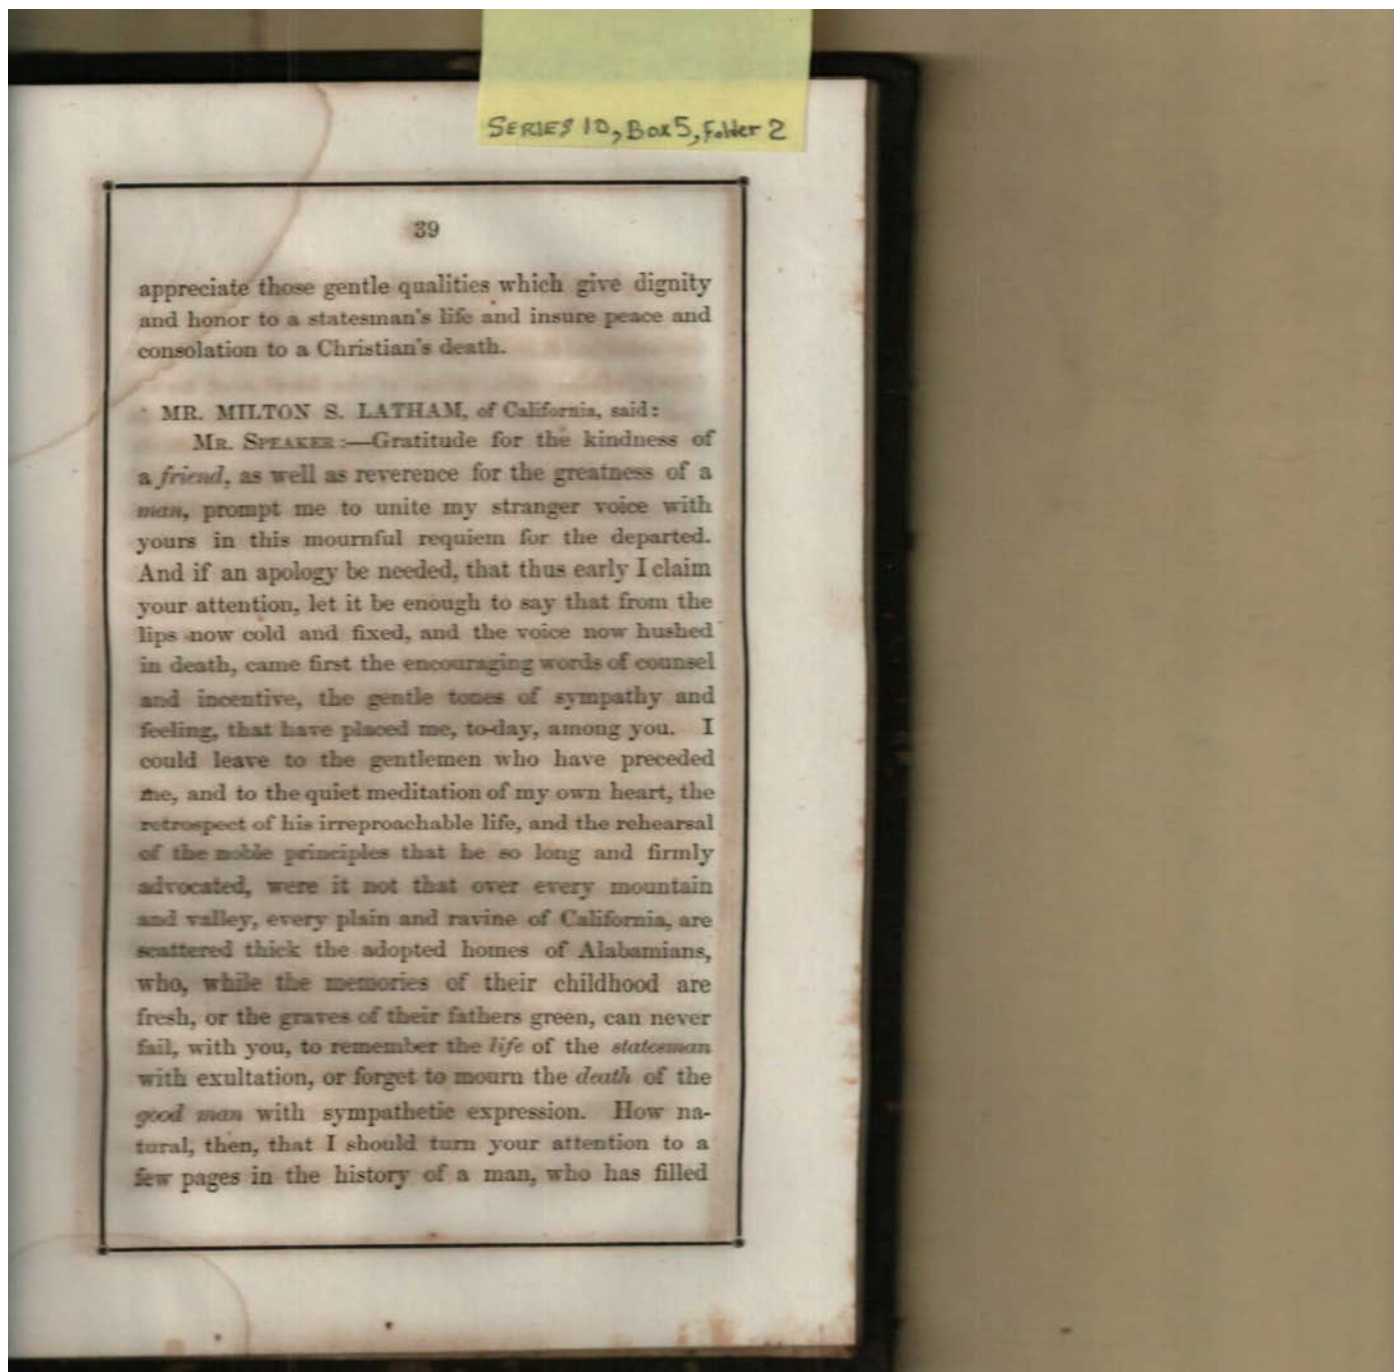 SERIES 10, Box 5, Folder 2
39
appreciate those gentle qualities which give dignity
and honor to a statesman's life and insure peace and
consolation to a Christian's death.
MR. MILTON S. LATHAM, of California, said:
MR. SPEAKER:—Gratitude for the kindness of
a friend, as well as reverence for the greatness of a
man, prompt me to unite my stranger voice with
yours in this mournful requiem for the departed.
And if an apology be needed, that thus early I claim
your attention, let it be enough to say that from the
lips now cold and fixed, and the voice now hushed
in death, came first the encouraging words of counsel
and incentive, the gentle tones of sympathy and
feeling, that have placed me, to-day, among you. I
could leave to the gentlemen who have preceded
me, and to the quiet meditation of my own heart, the
retrospect of his irreproachable life, and the rehearsal
of the noble principles that he so long and firmly
advocated, were it not that over every mountain
and valley, every plain and ravine of California, are
scattered thick the adopted homes of Alabamians,
who, while the memories of their childhood are
fresh, or the graves of their fathers green, can never
fail, with you, to remember the life of the statesman
with exultation, or forget to mourn the death of the
good man with sympathetic expression. How na-
tural, then, that I should turn your attention to a
few pages in the history of a man, who has filled